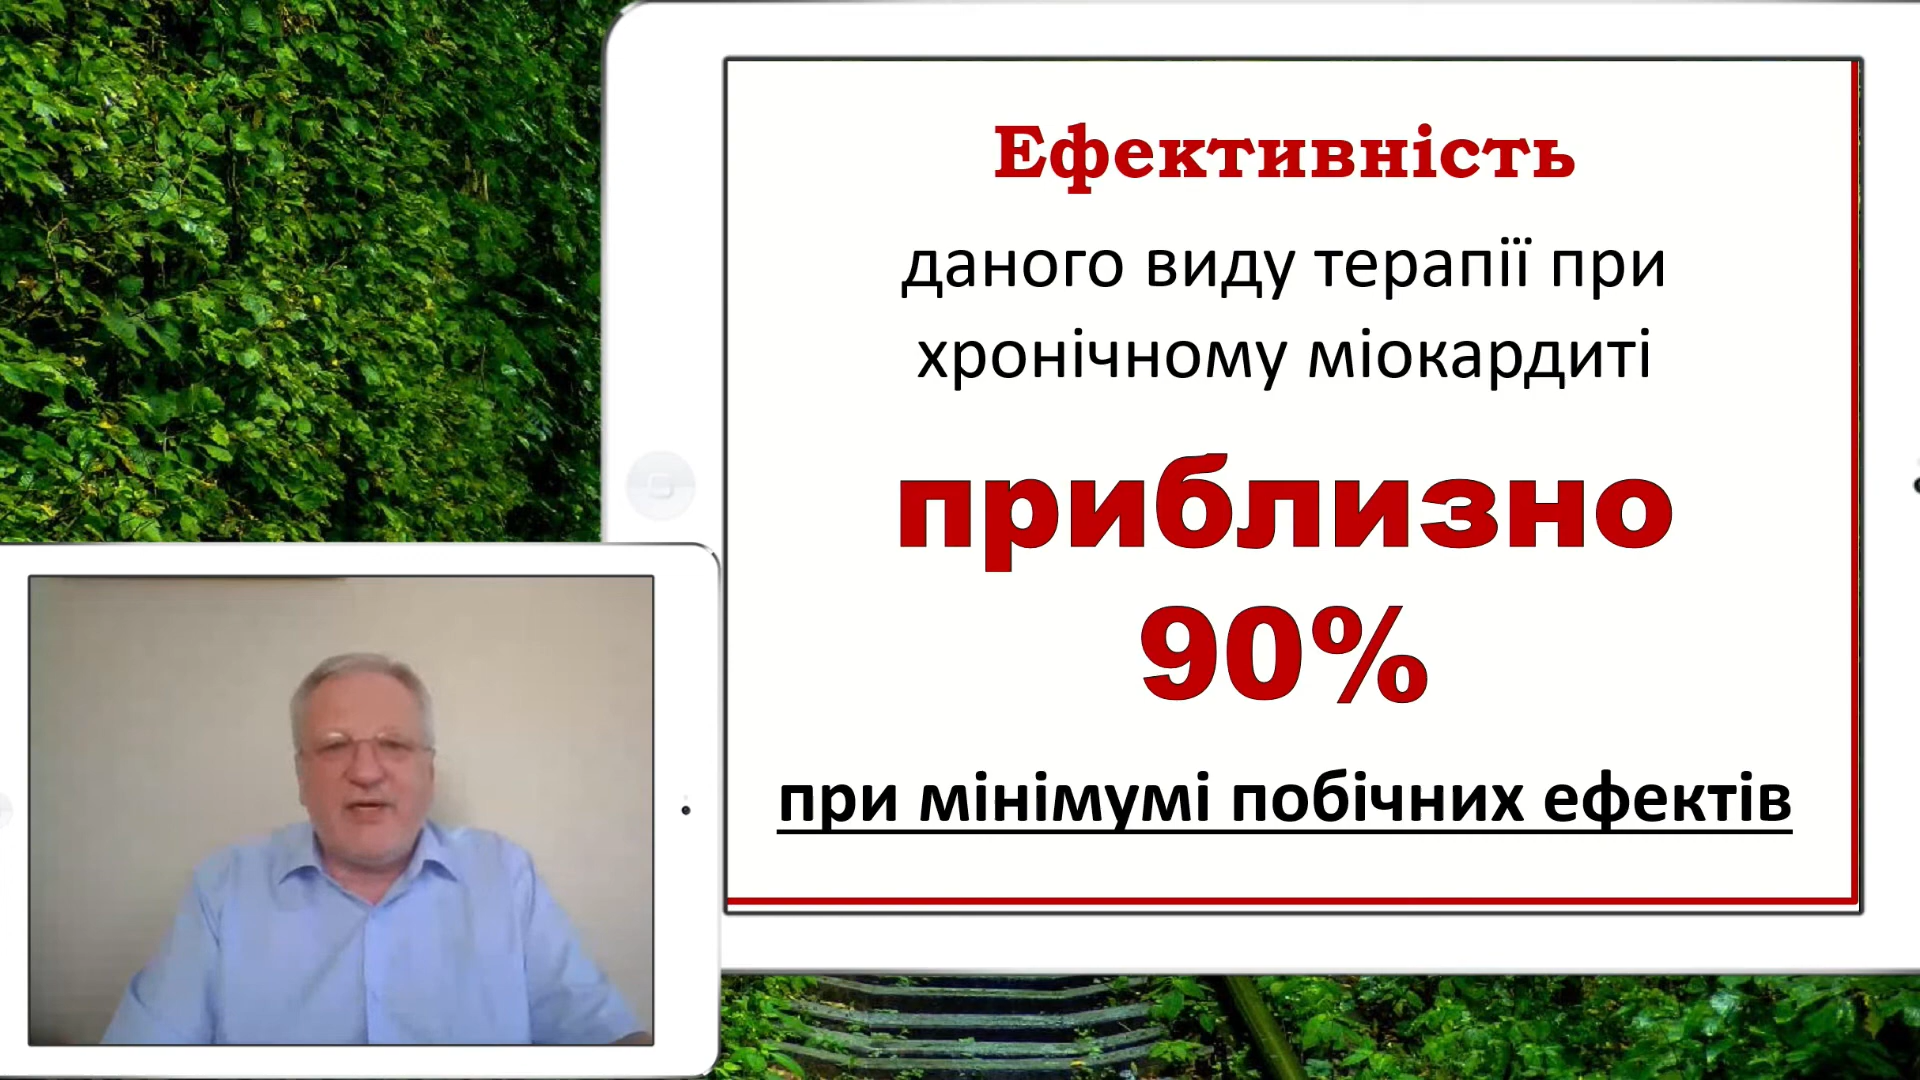 Ефективність
даного виду терапії при
хронічному міокардиті
приблизно
90%
при мінімумі побічних ефектів